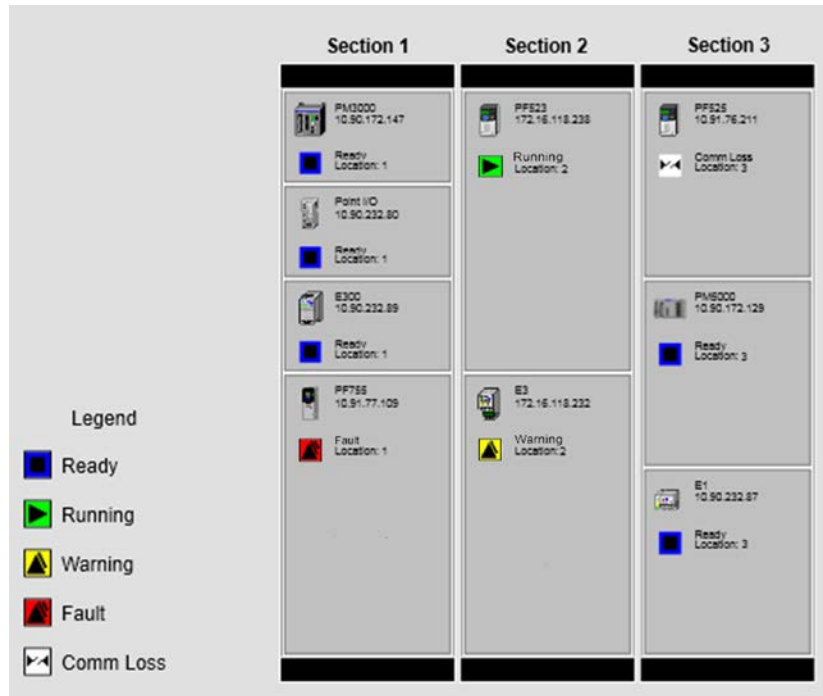 Section 1
Section 2
Section 3
PM3000
10.90.172.147
Ready
Location: 1
Point I/O
10.90.232.80
Ready
Location: 1
E300
10.90.232.89
Ready
Location: 1
PF755
10.91.77.109
Fault
Location: 1
PF523
172.16.118.238
Running
Location: 2
E3
172.16.118.232
Warning
Location:2
PF525
10.91.76.211
Comm Loss
Location: 3
PM5000
10.90.172.129
Ready
Location: 3
E1
10.90.232.87
Ready
Location: 3
Legend
Ready
Running
Warning
Fault
Comm Loss